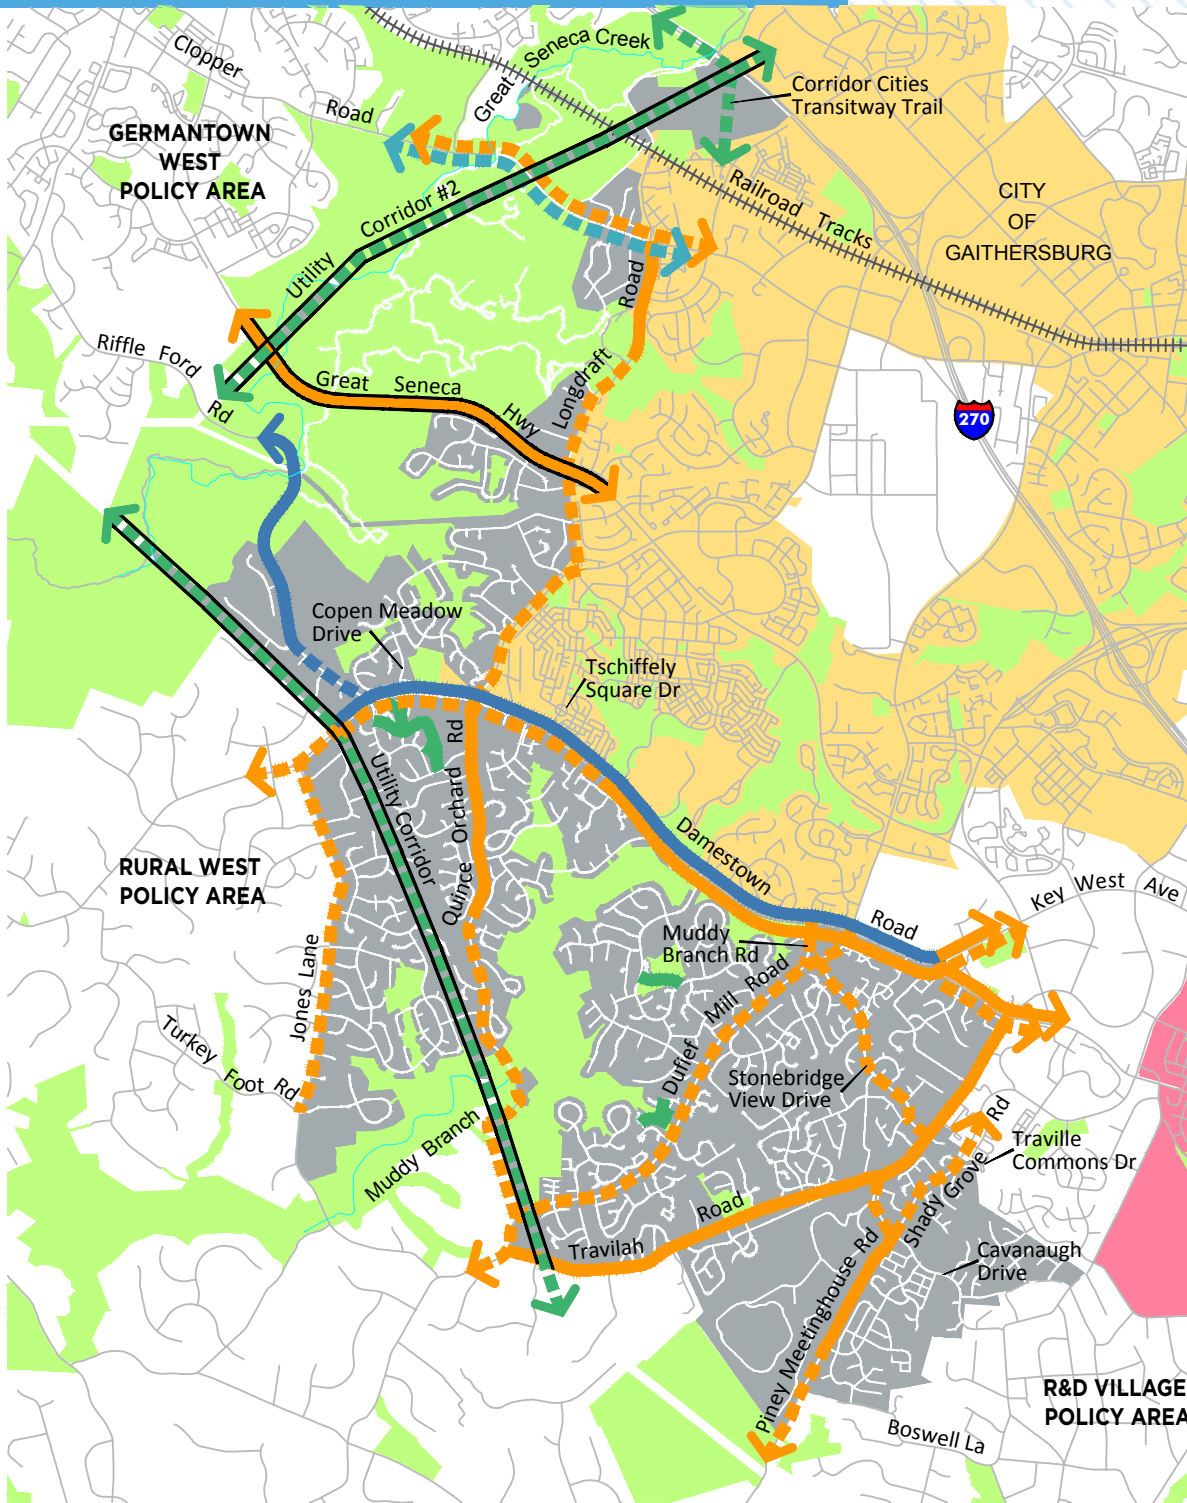 Clopper
Road
Great Seneca Creek
Corridor Cities
Transitway Trail
GERMANTOWN
WEST
POLICY AREA
Railroad Tracks
CITY
OF
GAITHERSBURG
Utility Corridor #2
Road
Longdraft
Riffle Ford
Rd
Great Seneca
Hwy
270
Copen Meadow
Drive
Tschiffely
Square Dr
Rd
Orchard
Quince
Utility Corridor
Damestown
Road
Key West Ave
RURAL WEST
POLICY AREA
Muddy
Branch Rd
Mill Road
Dufief
Jones Lane
Turkey Foot Rd
Stonebridge
View Drive
Muddy Branch
Shady Grove Rd
Traville
Commons Dr
Travilah
Road
Cavanaugh
Drive
Piney Meetinghouse Rd
R&D VILLAGE
POLICY AREA
Boswell La